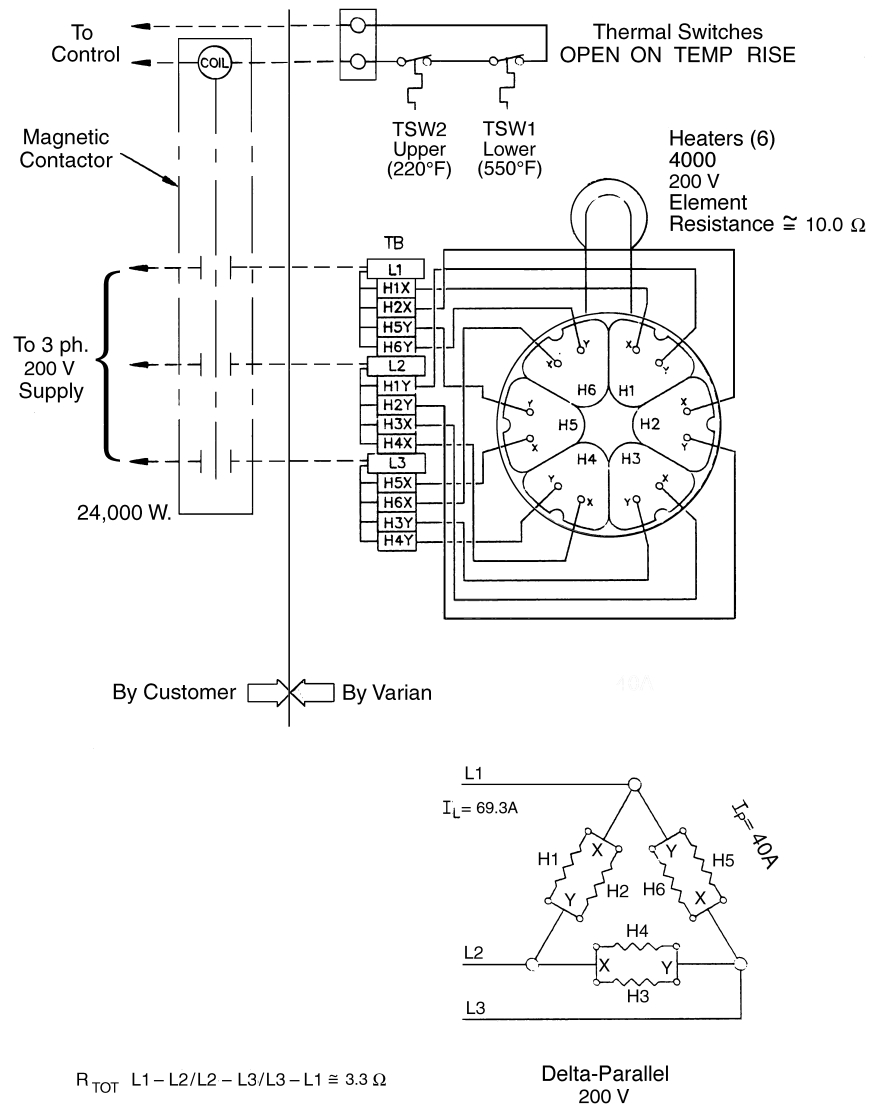 To
Control
COIL
Thermal Switches
OPEN ON TEMP RISE
TSW2
Upper
(220°F)
TSW1
Lower
(550°F)
Magnetic
Contactor
Heaters (6)
4000
200 V
Element
Resistance ≅ 10.0 Ω
TB
L1
H1X
H2X
H5Y
H6Y
L2
H1Y
H2Y
H3X
H4X
L3
H5X
H6X
H3Y
H4Y
To 3 ph.
200 V
Supply
24,000 W.
X
Y
H6
X
Y
H1
Y
X
H5
X
Y
H2
Y
X
H4
Y
X
H3
By Customer
By Varian
L1
I_L = 69.3A
I_P = 40A
X
Y
H1
H2
Y
X
H5
H6
L2
H4
X
Y
H3
L3
R TOT L1 – L2/L2 – L3/L3 – L1 ≅ 3.3 Ω
Delta-Parallel
200 V